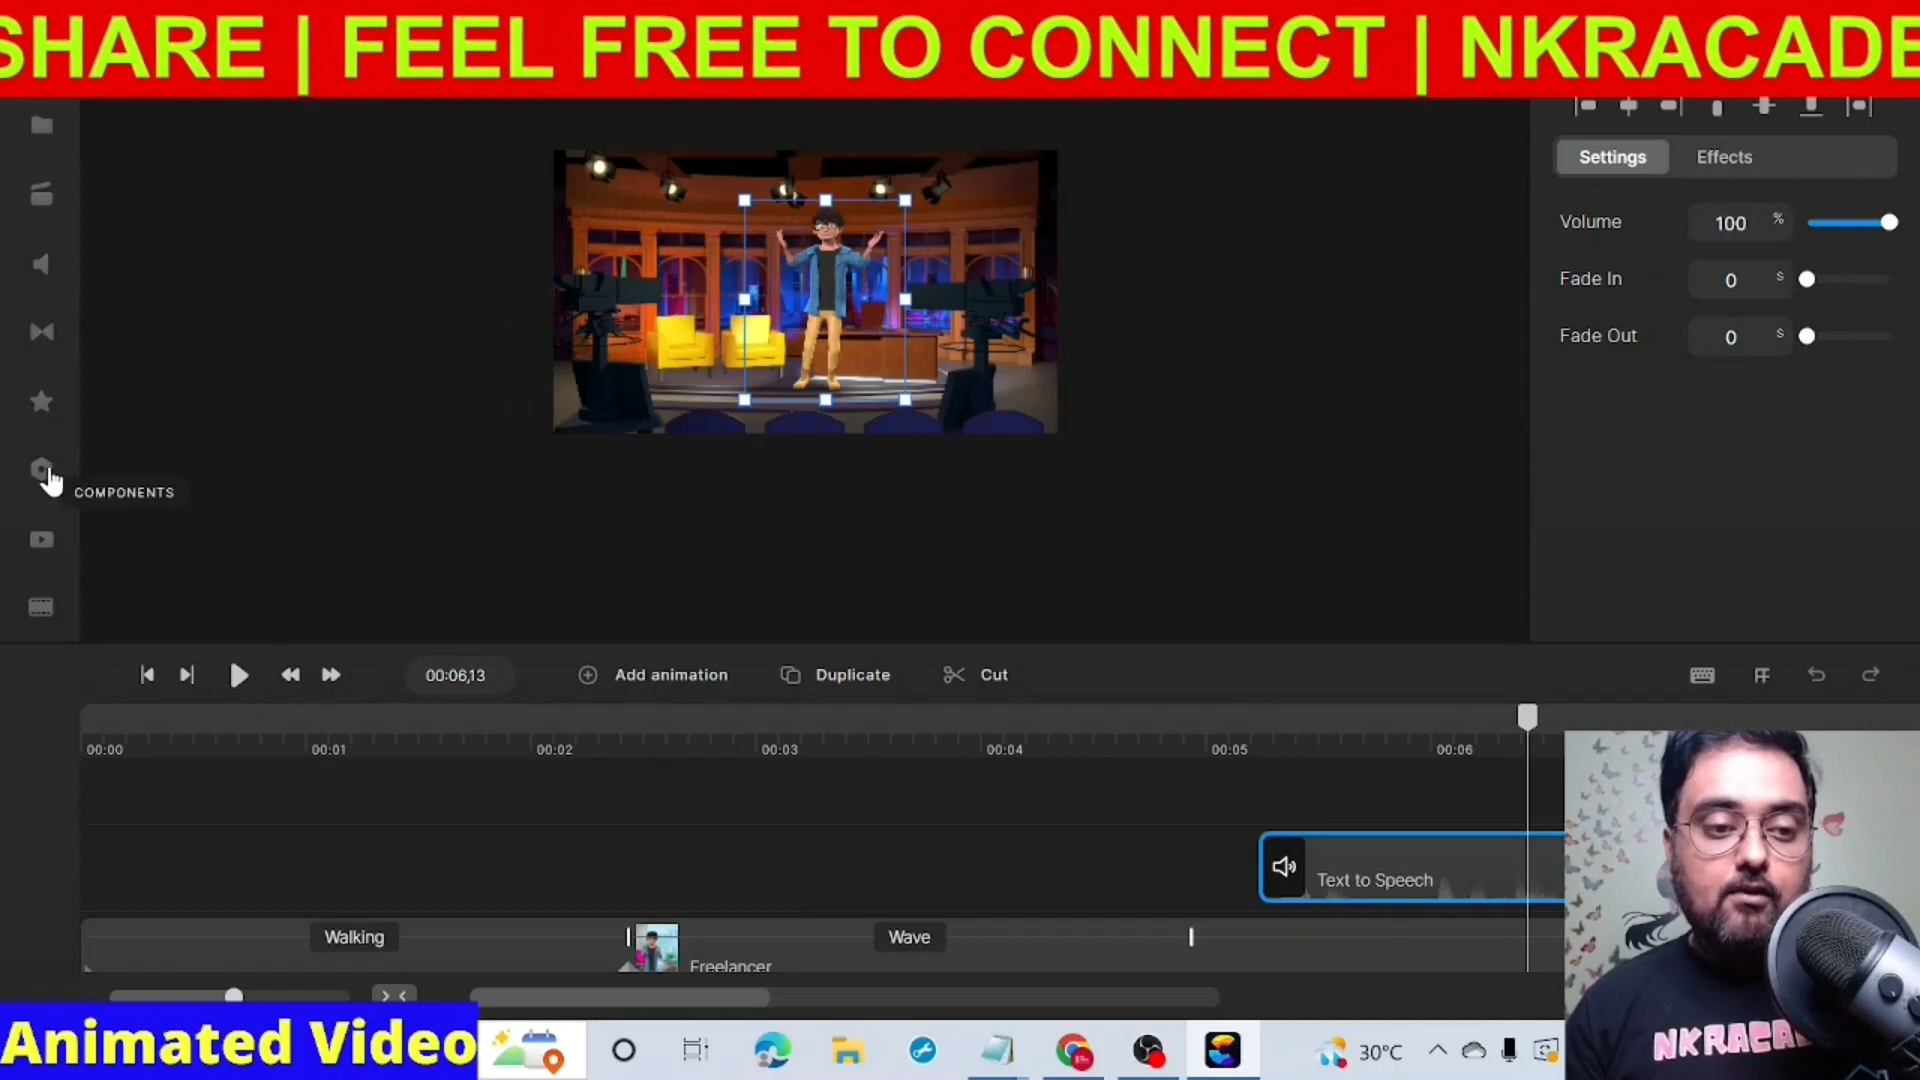 SHARE | FEEL FREE TO CONNECT | NKRACADE
Settings
Effects
Volume 100 %
Fade In 0 s
Fade Out 0 s
COMPONENTS
00:06,13
Add animation
Duplicate
Cut
00:00 00:01 00:02 00:03 00:04 00:05 00:06
Text to Speech
Walking
Wave
Freelancer
Animated Video
30°C
NKRACA